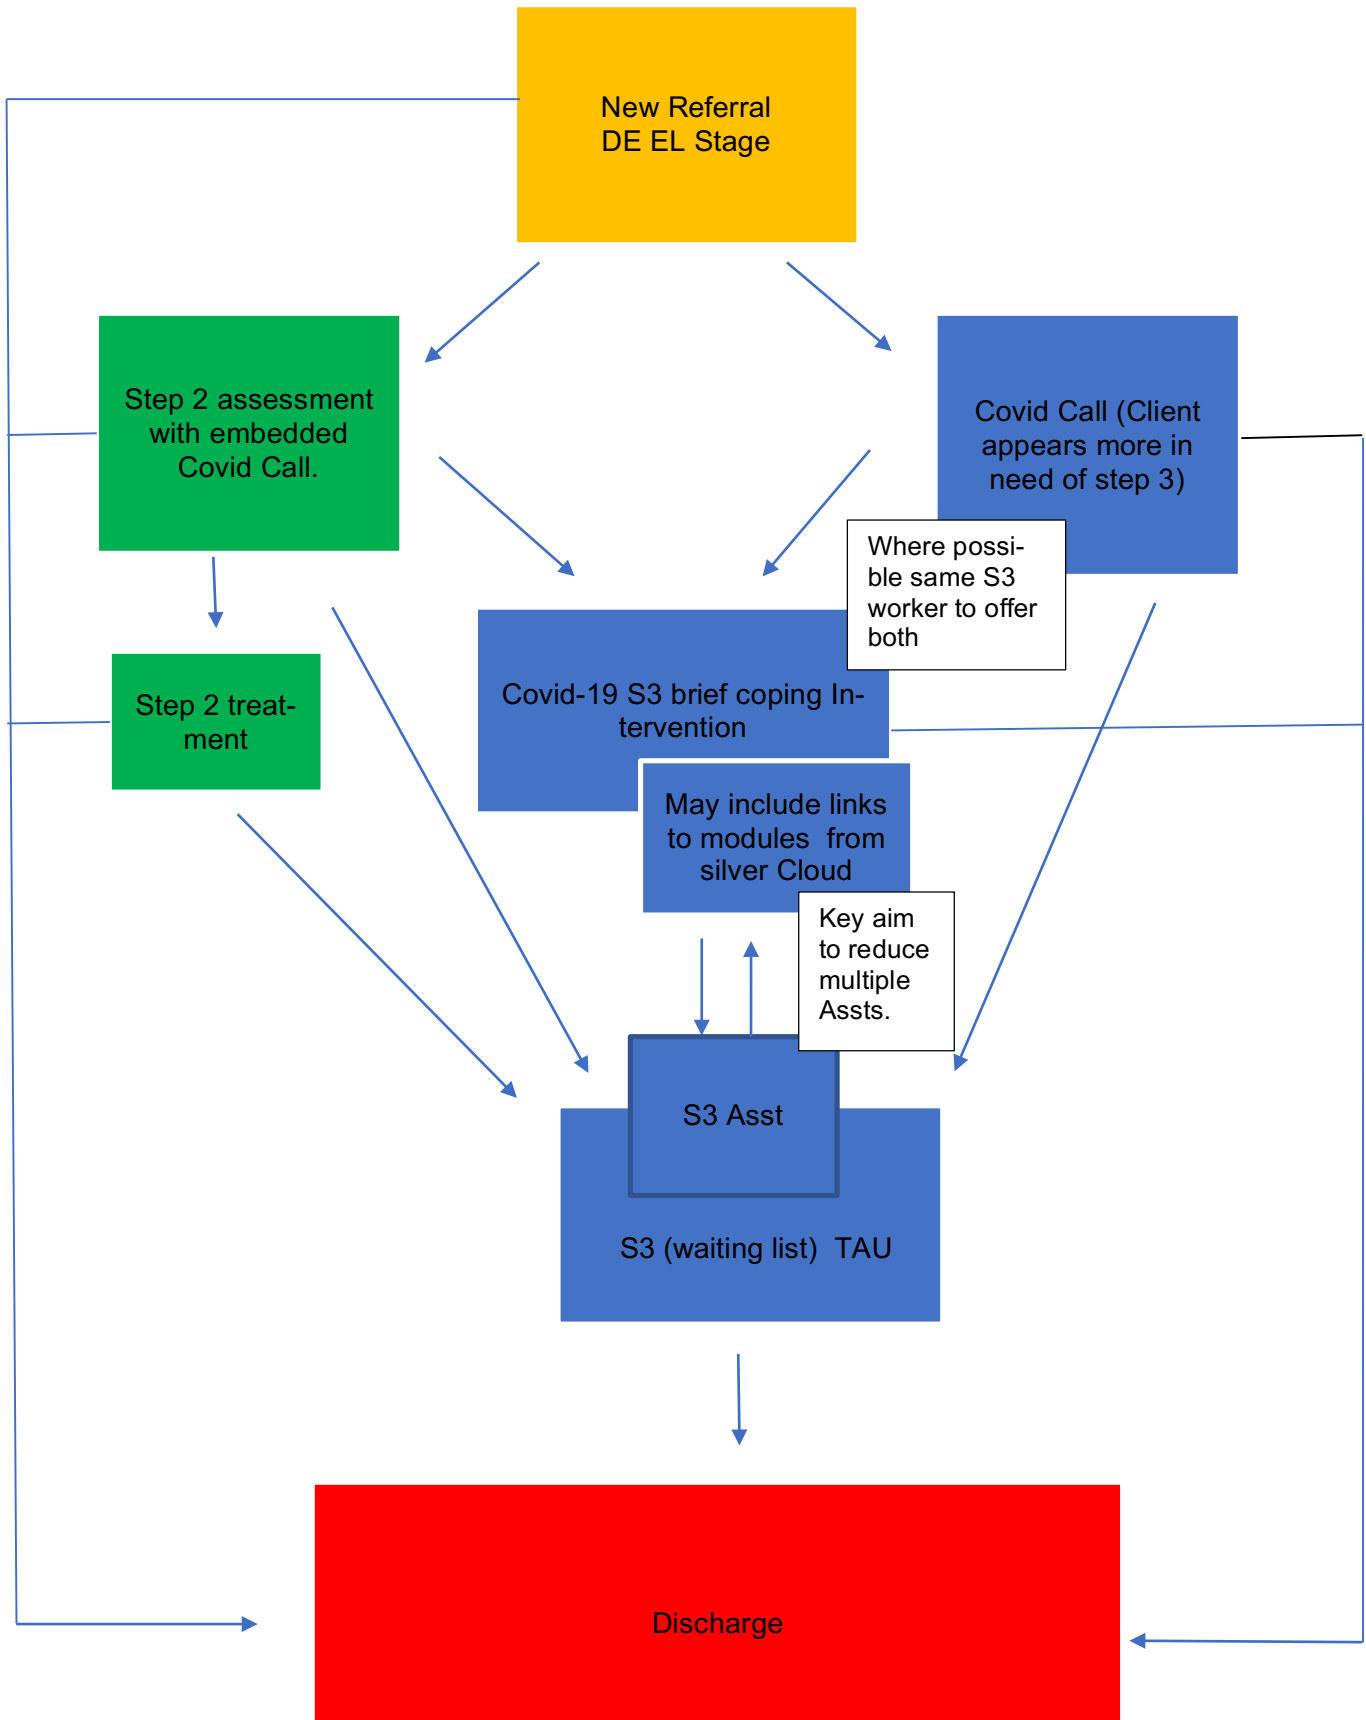 New Referral
DE EL Stage
Step 2 assessment
with embedded
Covid Call.
Covid Call (Client
appears more in
need of step 3)
Where possi-
ble same S3
worker to offer
both
Step 2 treat-
ment
Covid-19 S3 brief coping In-
tervention
May include links
to modules  from
silver Cloud
Key aim
to reduce
multiple
Assts.
S3 Asst
S3 (waiting list)  TAU
Discharge